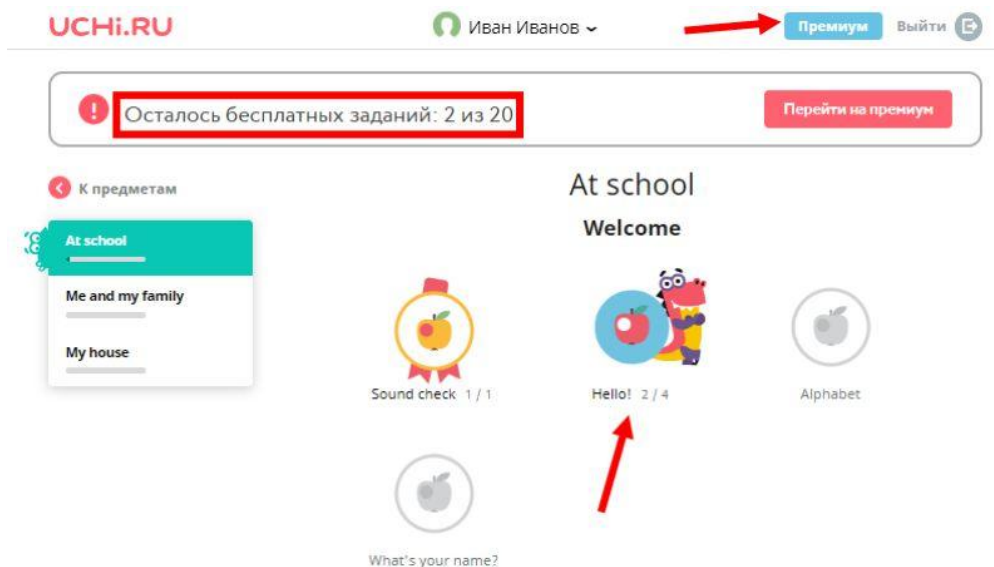 UCHi.RU
Иван Иванов
Премиум
Выйти
Осталось бесплатных заданий: 2 из 20
Перейти на премиум
К предметам
At school
Me and my family
My house
At school
Welcome
Sound check 1 / 1
Hello! 2 / 4
Alphabet
What's your name?